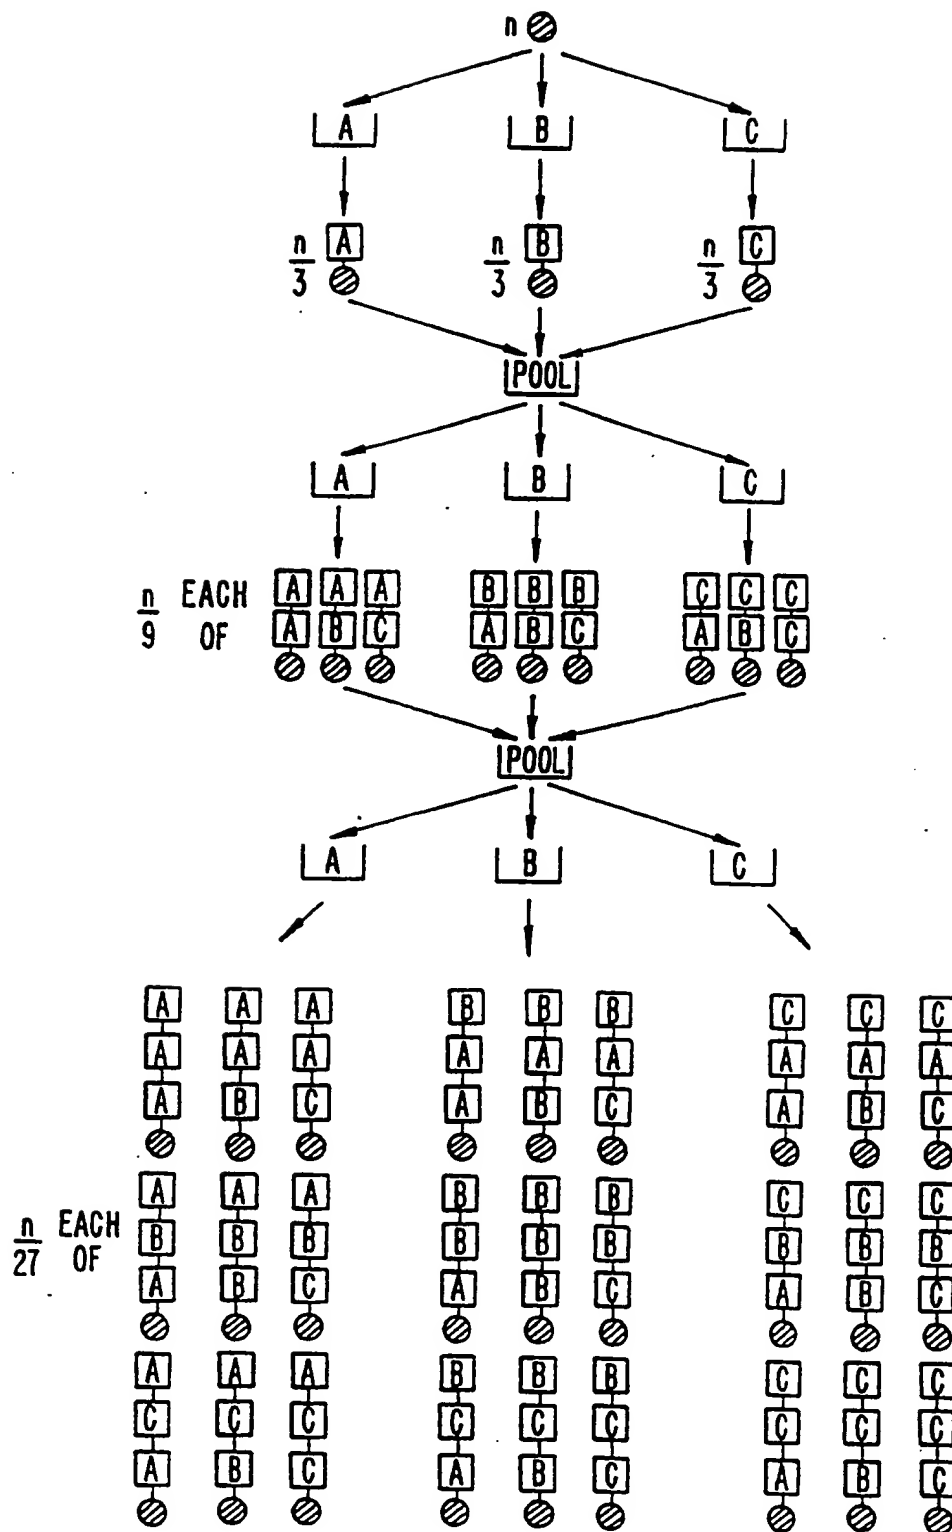 n
A B C
n/3 A n/3 B n/3 C
POOL
A B C
A A A B B B C C C
n/9 EACH OF
A B C A B C A B C
POOL
A B C
A A A B B B C C C
A A A A A A A A A
A B C A B C A B C
A A A B B B C C C
n/27 EACH OF
B B B B B B B B B
A B C A B C A B C
A A A B B B C C C
C C C C C C C C C
A B C A B C A B C